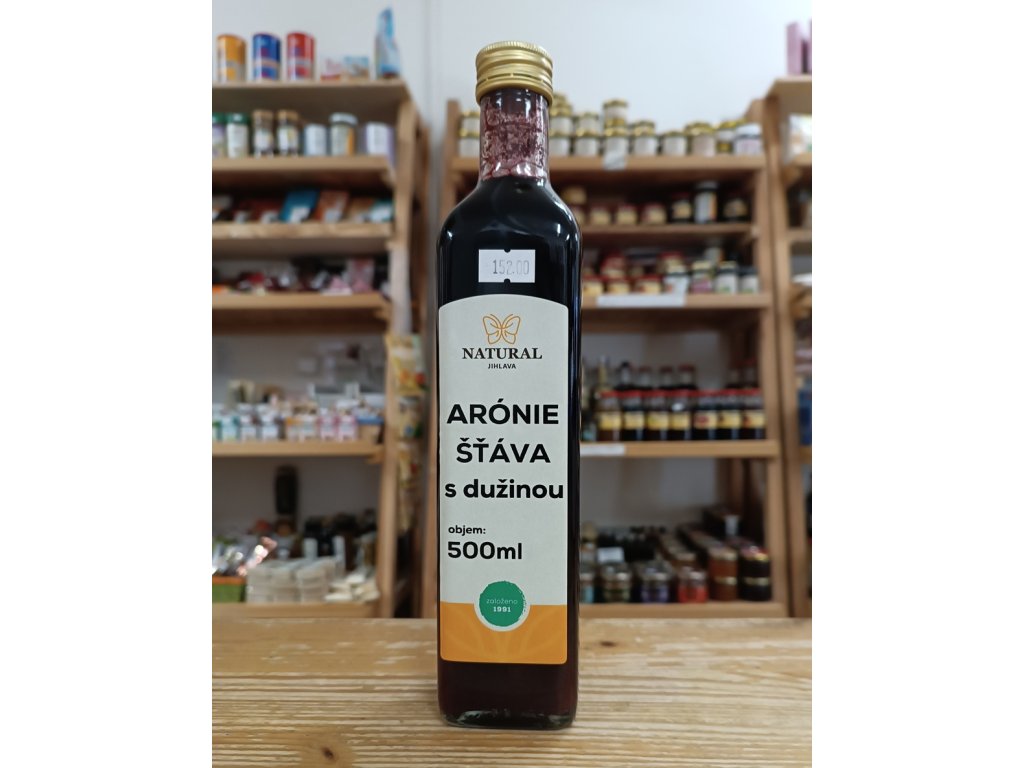 152.00
NATURAL
JIHLAVA
ARÓNIE
ŠŤÁVA
s dužinou
objem:
500ml
založeno
1991